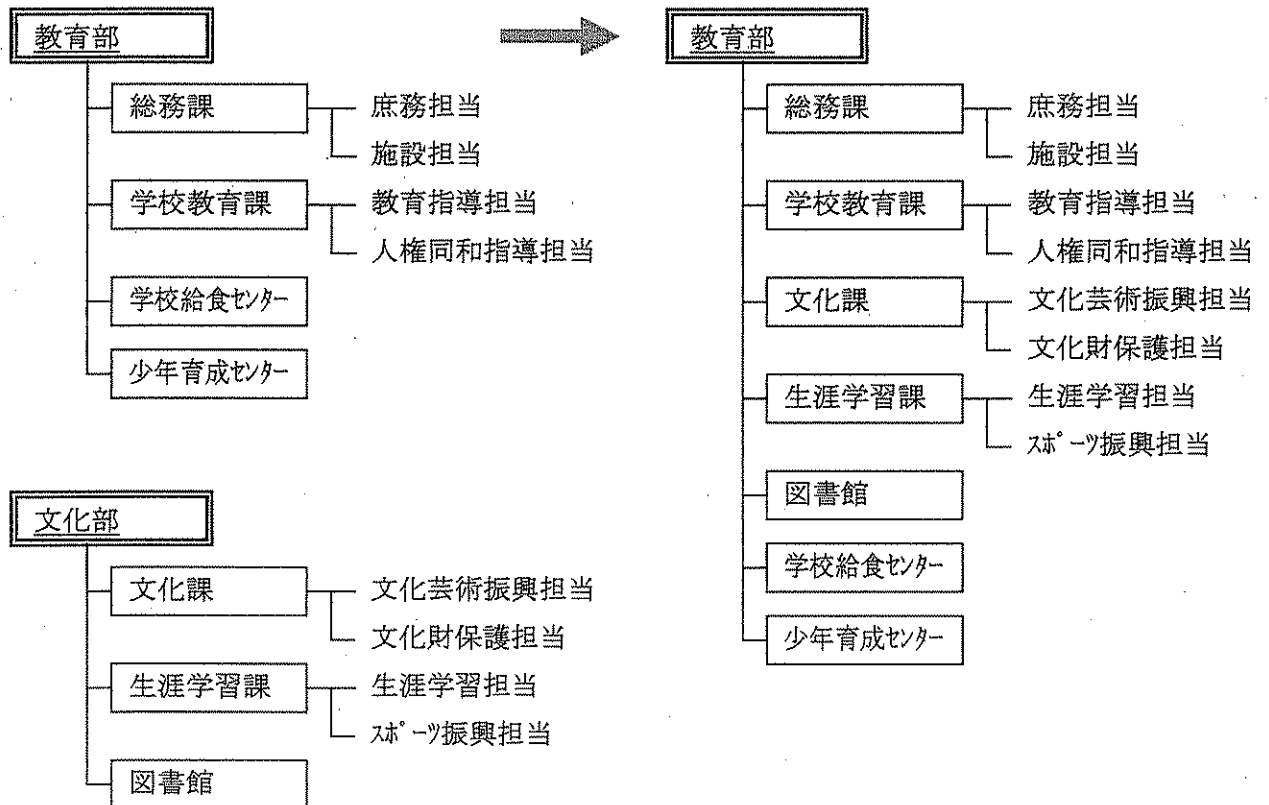 教育部
総務課
庶務担当
施設担当
学校教育課
教育指導担当
人権同和指導担当
学校給食ｾﾝﾀｰ
少年育成ｾﾝﾀｰ
文化部
文化課
文化芸術振興担当
文化財保護担当
生涯学習課
生涯学習担当
ｽﾎﾟｰﾂ振興担当
図書館
教育部
総務課
庶務担当
施設担当
学校教育課
教育指導担当
人権同和指導担当
文化課
文化芸術振興担当
文化財保護担当
生涯学習課
生涯学習担当
ｽﾎﾟｰﾂ振興担当
図書館
学校給食ｾﾝﾀｰ
少年育成ｾﾝﾀｰ